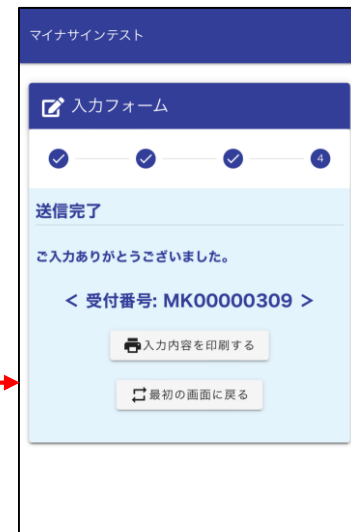 マイナサインテスト
入力フォーム
4
送信完了
ご入力ありがとうございました。
< 受付番号: MK00000309 >
入力内容を印刷する
最初の画面に戻る